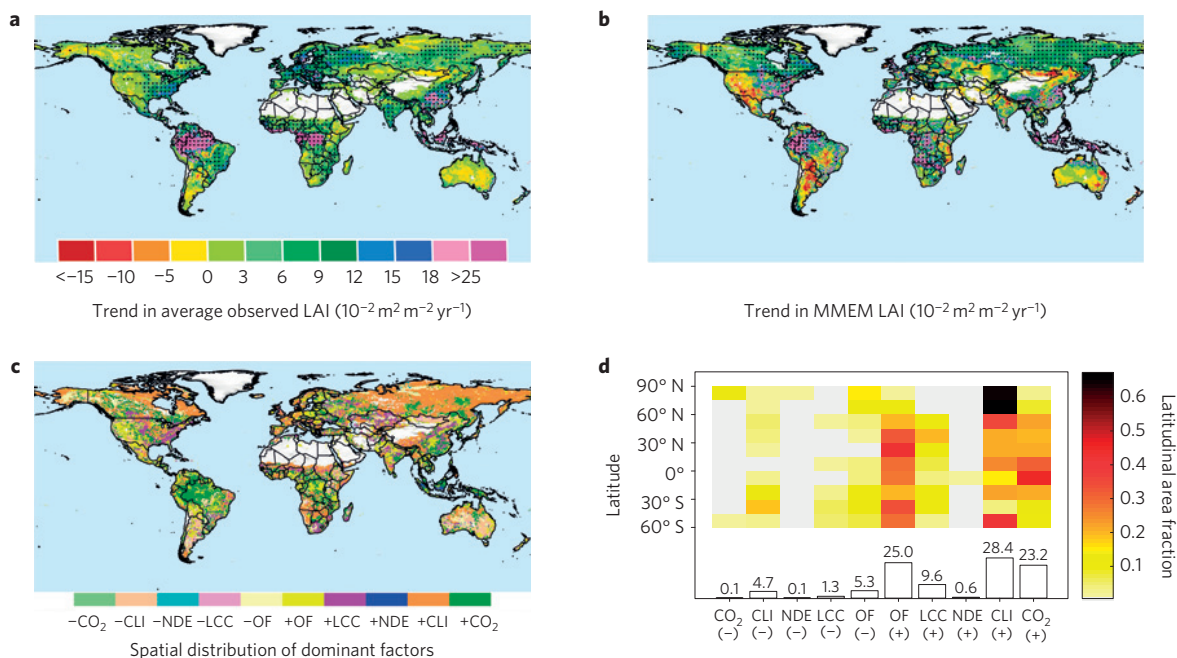 a
b
<−15 −10 −5 0 3 6 9 12 15 18 >25
Trend in average observed LAI (10⁻² m² m⁻² yr⁻¹)
Trend in MMEM LAI (10⁻² m² m⁻² yr⁻¹)
c
−CO₂ −CLI −NDE −LCC −OF +OF +LCC +NDE +CLI +CO₂
Spatial distribution of dominant factors
d
90° N
60° N
30° N
0°
30° S
60° S
Latitude
0.1 4.7 0.1 1.3 5.3 25.0 9.6 0.6 28.4 23.2
CO₂ CLI NDE LCC OF OF LCC NDE CLI CO₂
(−) (−) (−) (−) (−) (+) (+) (+) (+) (+)
0.6
0.5
0.4
0.3
0.2
0.1
Latitudinal area fraction